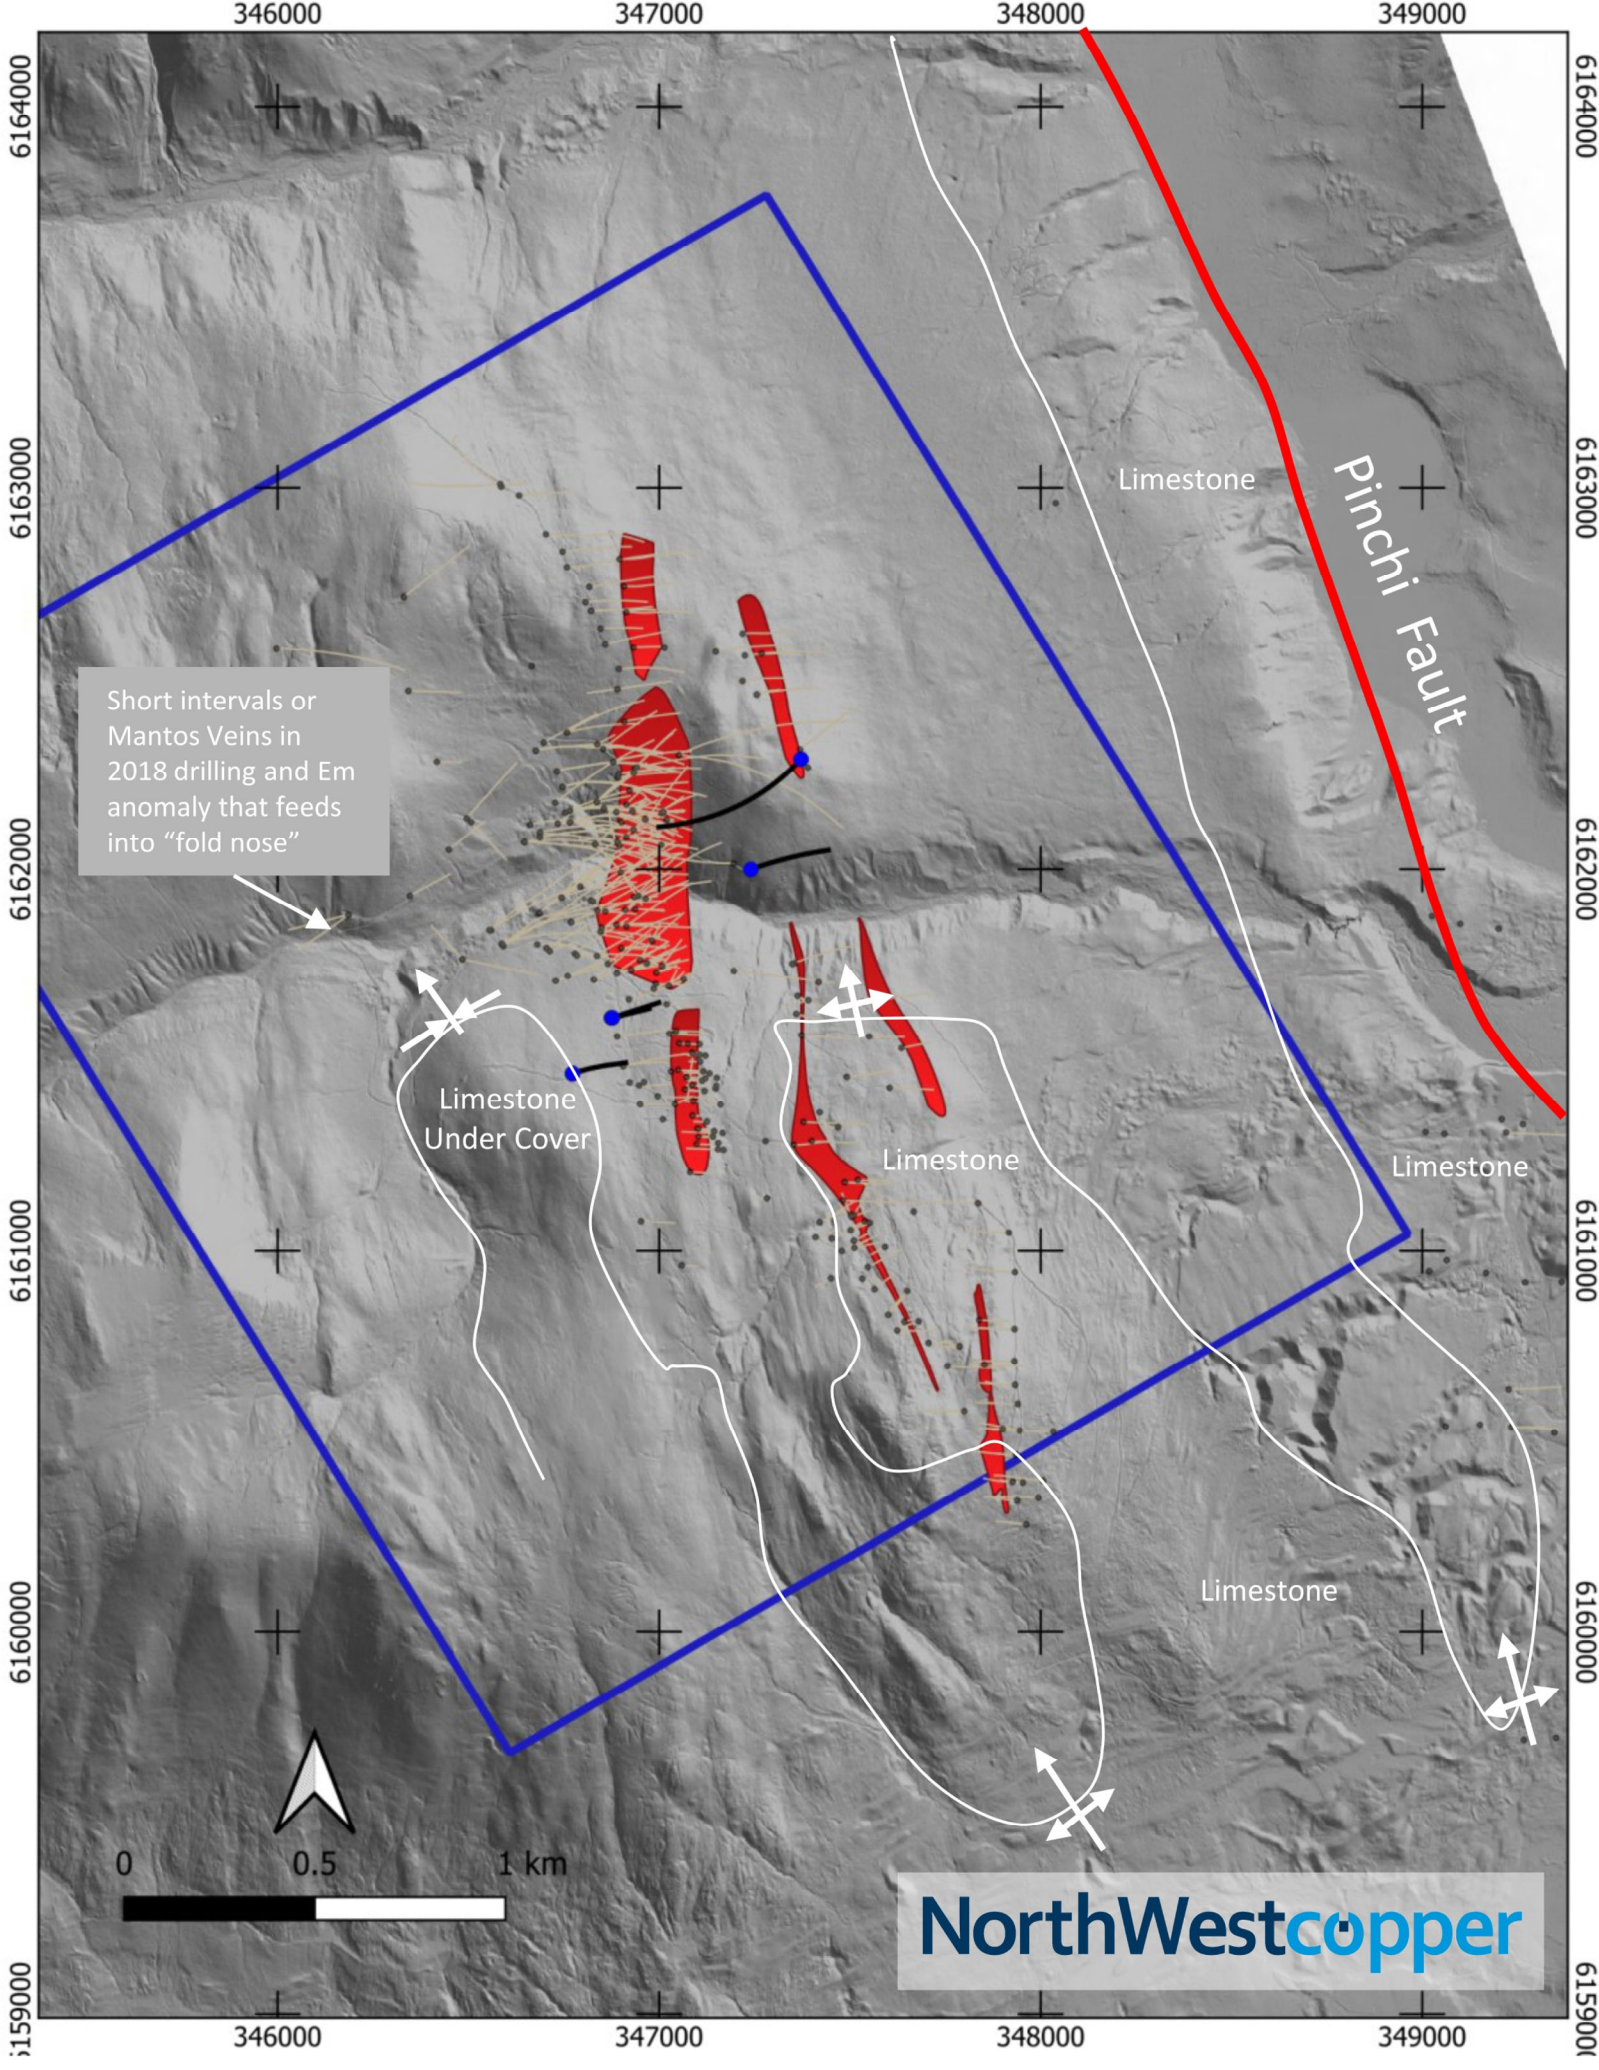 346000 347000 348000 349000
6164000 6164000
6163000 6163000
Limestone
Pinchi Fault
Short intervals or
Mantos Veins in
2018 drilling and Em
anomaly that feeds
into “fold nose”
6162000 6162000
Limestone
Under Cover
Limestone
Limestone
6161000 6161000
Limestone
6160000 6160000
0 0.5 1 km
NorthWestcopper
6159000 6159000
346000 347000 348000 349000